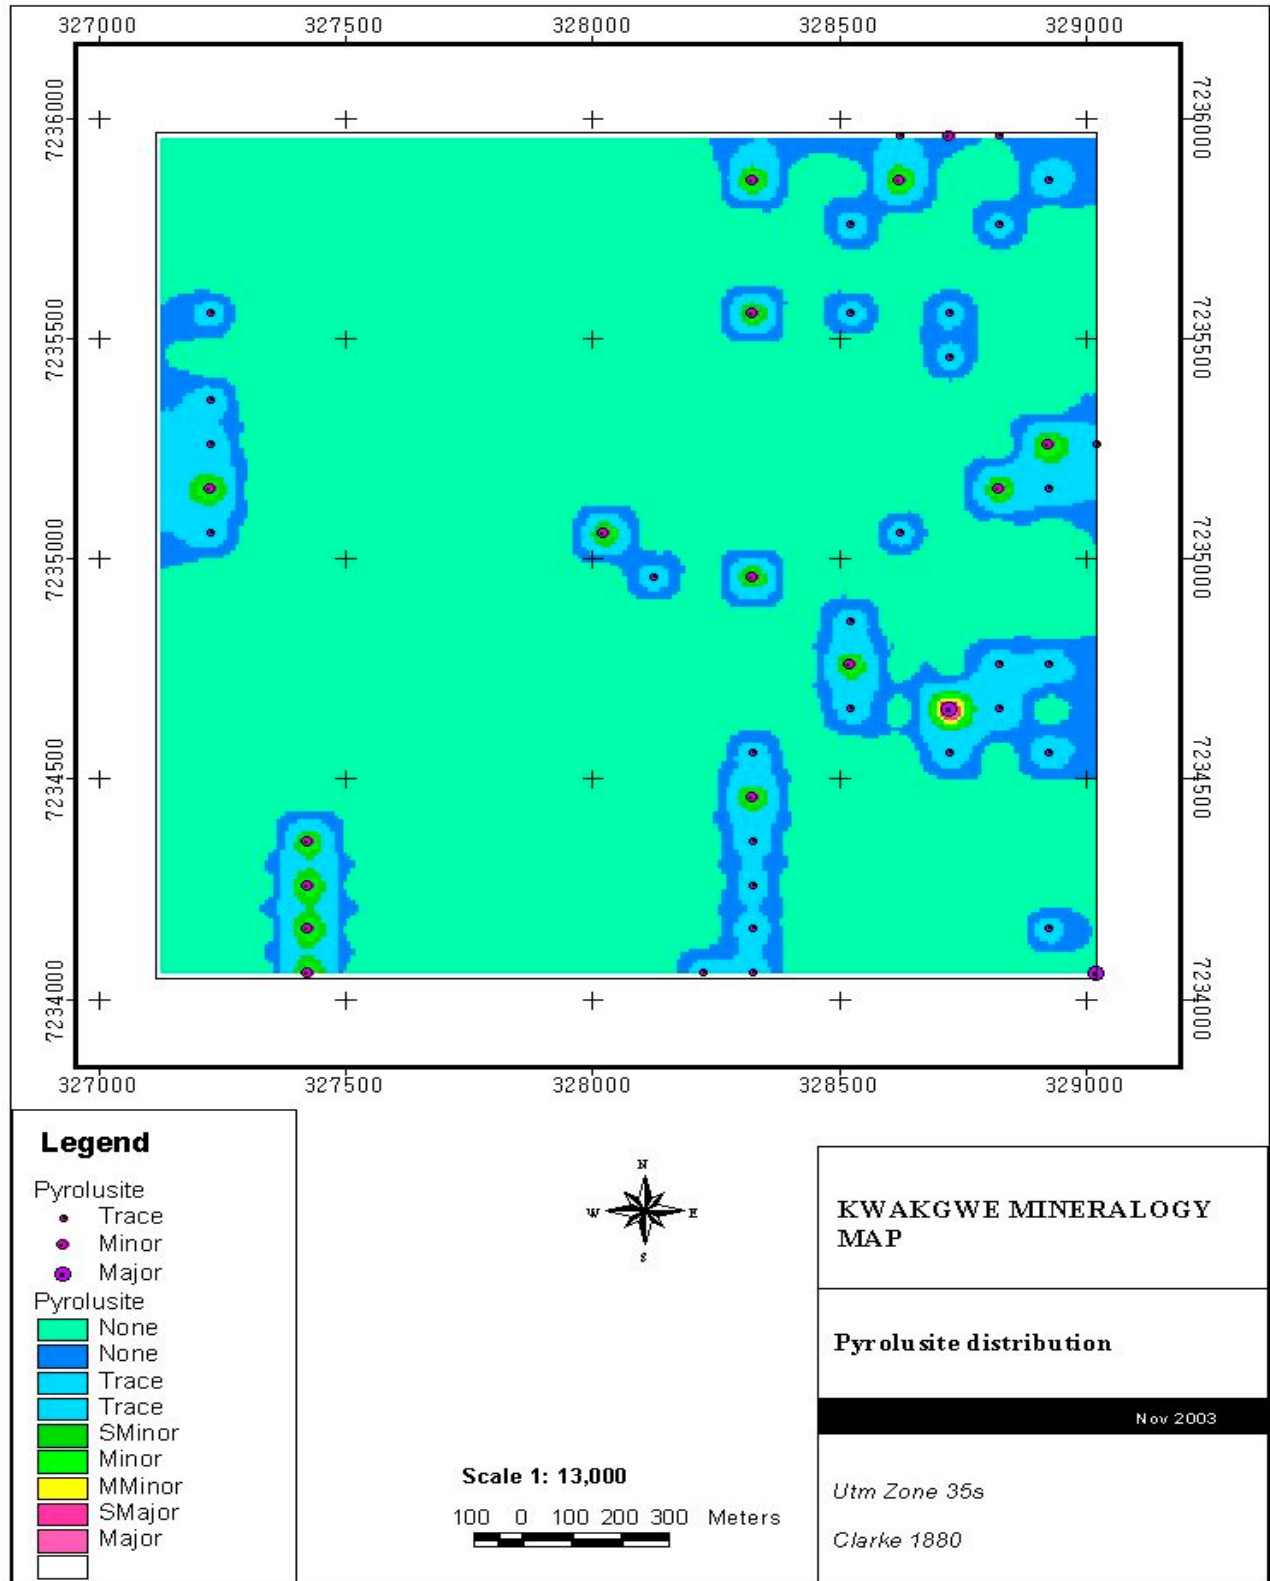 327000 327500 328000 328500 329000
7236000 7236000
7235500 7235500
7235000 7235000
7234500 7234500
7234000 7234000
327000 327500 328000 328500 329000
Legend
Pyrolusite
Trace
Minor
Major
Pyrolusite
None
None
Trace
Trace
SMinor
Minor
MMinor
SMajor
Major
N
W E
S
Scale 1: 13,000
100 0 100 200 300 Meters
KWAKGWE MINERALOGY
MAP
Pyrolusite distribution
Nov 2003
Utm Zone 35s
Clarke 1880